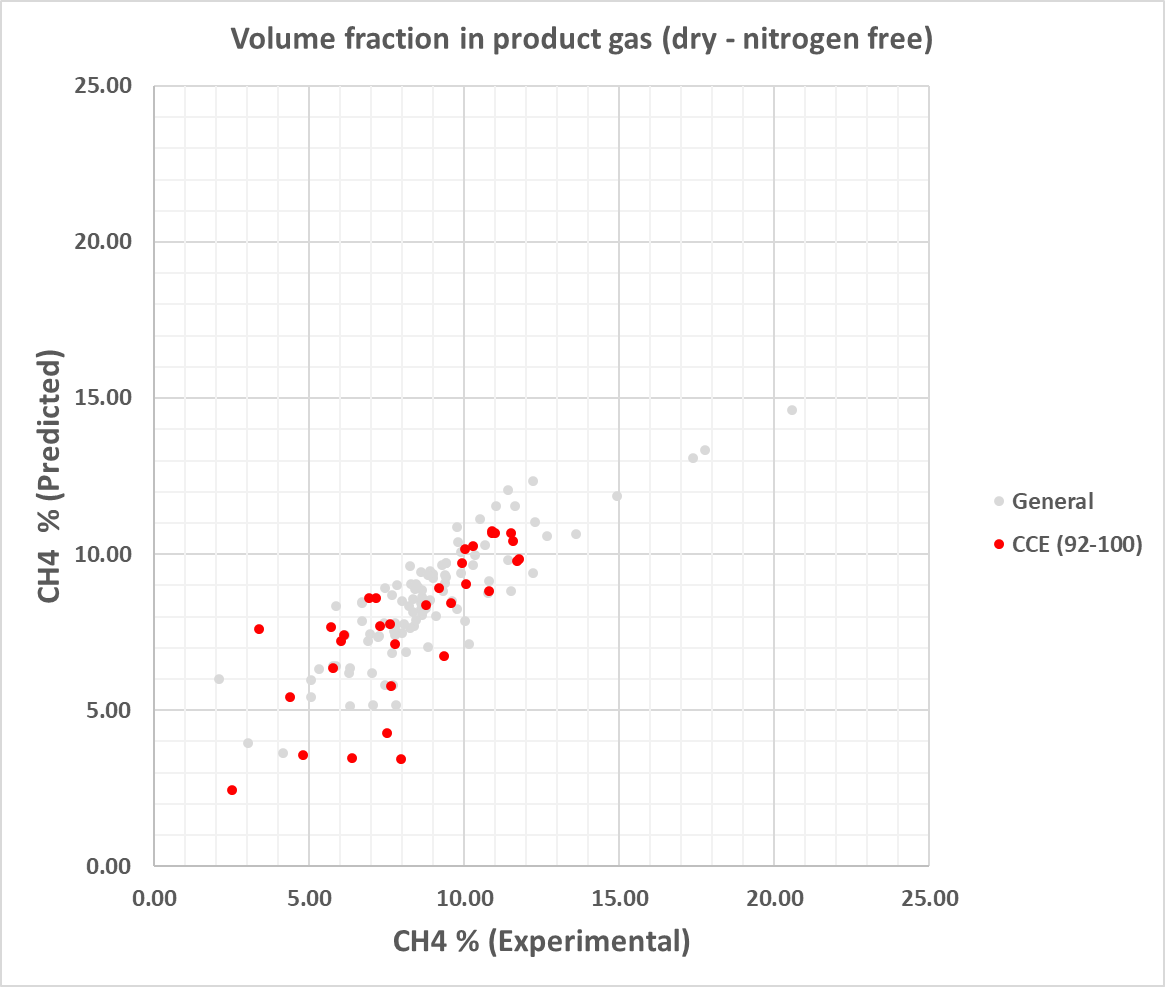 Volume fraction in product gas (dry - nitrogen free)
25.00
20.00
15.00
10.00
5.00
0.00
CH4 % (Predicted)
0.00 5.00 10.00 15.00 20.00 25.00
CH4 % (Experimental)
General
CCE (92-100)